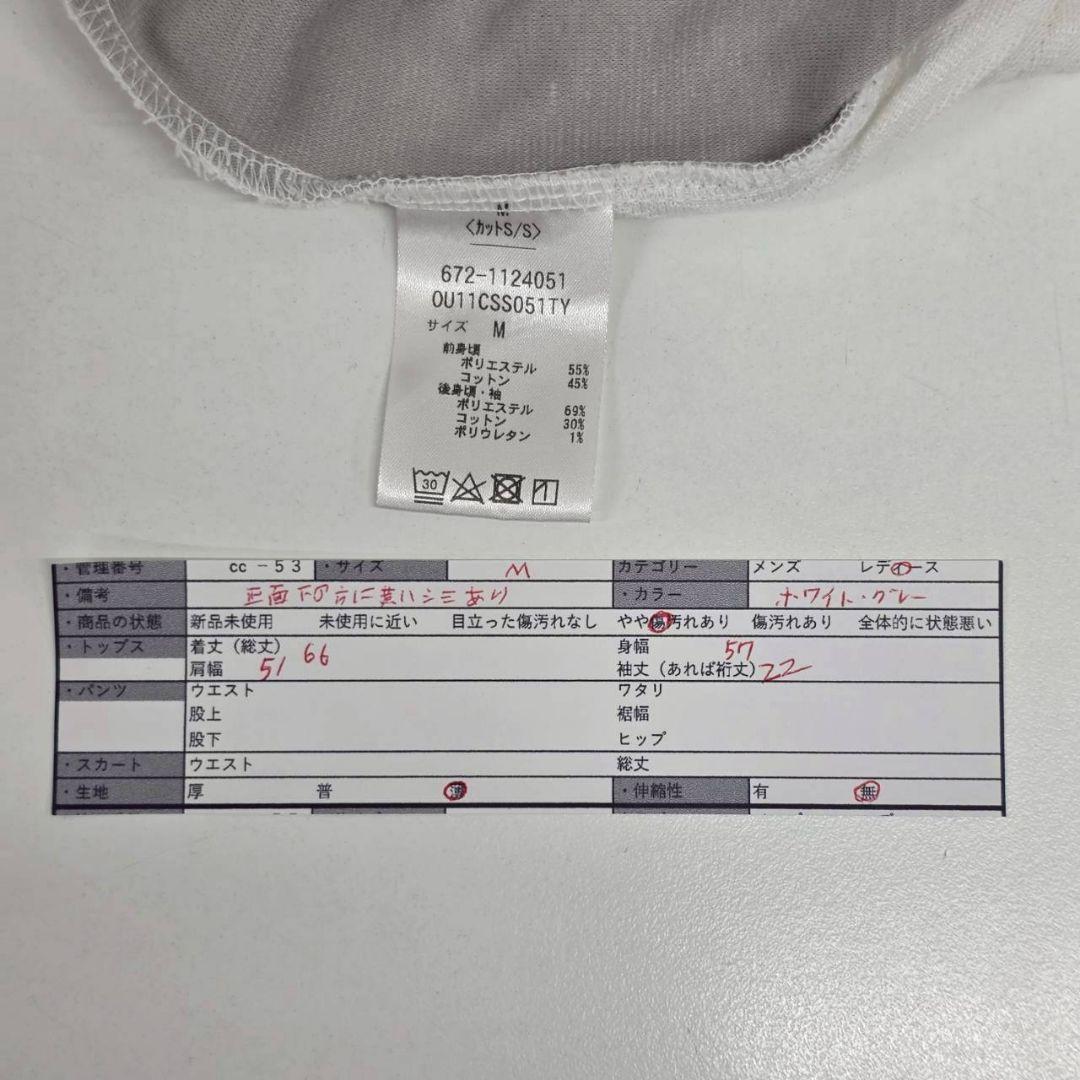 M
〈カットS/S〉
672-1124051
OU11CSS051TY
サイズ M
前身頃
ポリエステル 55%
コットン 45%
後身頃・袖
ポリエステル 69%
コットン 30%
ポリウレタン 1%
30
・管理番号 cc-53 ・サイズ M カテゴリー メンズ レディース
・備考 正面下の方に黄いシミあり ・カラー ホワイト・グレー
・商品の状態 新品未使用 未使用に近い 目立った傷汚れなし やや傷汚れあり 傷汚れあり 全体的に状態悪い
・トップス 着丈（総丈） 66 身幅 57
肩幅 51 袖丈（あれば裄丈） 22
・パンツ ウエスト ワタリ
股上 裾幅
股下 ヒップ
・スカート ウエスト 総丈
・生地 厚 普 薄 ・伸縮性 有 無